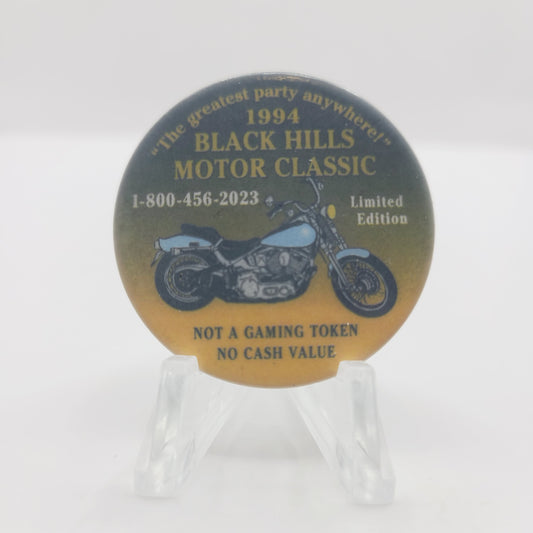 "The greatest party anywhere!"
1994
BLACK HILLS
MOTOR CLASSIC
1-800-456-2023
Limited
Edition
NOT A GAMING TOKEN
NO CASH VALUE